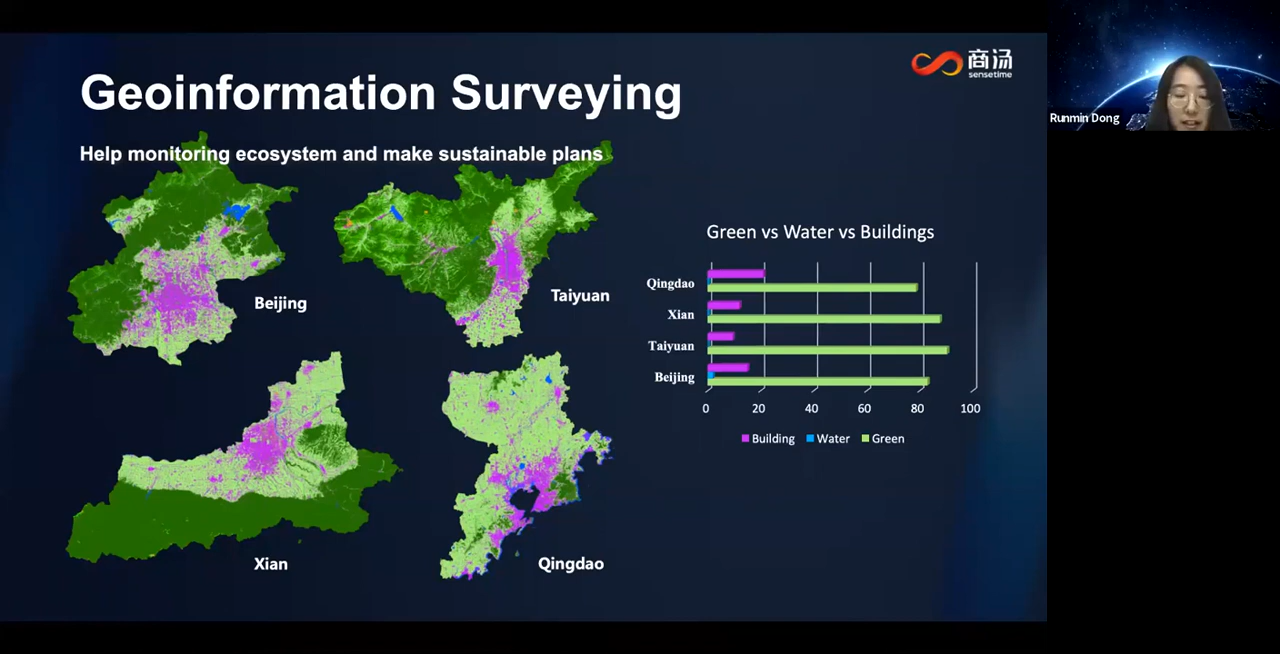 商汤
sensetime
Geoinformation Surveying
Help monitoring ecosystem and make sustainable plans
Beijing
Taiyuan
Xian
Qingdao
Green vs Water vs Buildings
Qingdao
Xian
Taiyuan
Beijing
0 20 40 60 80 100
Building Water Green
Runmin Dong